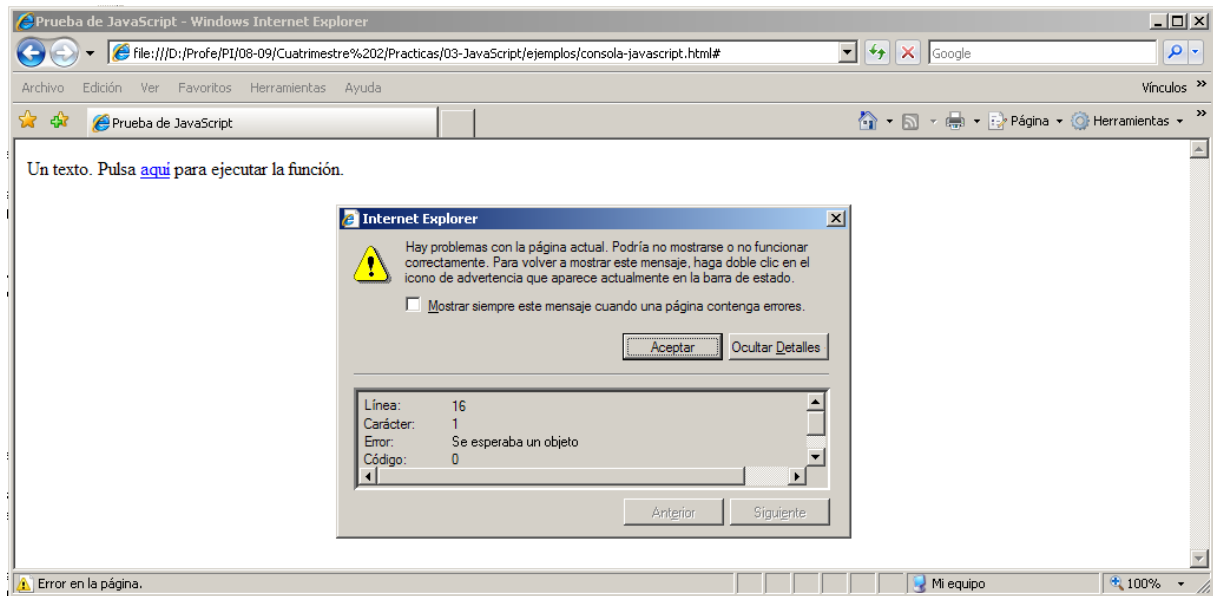 Prueba de JavaScript - Windows Internet Explorer
file:///D:/Profe/PI/08-09/Cuatrimestre%202/Practicas/03-JavaScript/ejemplos/consola-javascript.html#
Google
Archivo Edición Ver Favoritos Herramientas Ayuda
Vínculos »
Prueba de JavaScript
Página
Herramientas
»
Un texto. Pulsa aquí para ejecutar la función.
Internet Explorer
Hay problemas con la página actual. Podría no mostrarse o no funcionar
correctamente. Para volver a mostrar este mensaje, haga doble clic en el
icono de advertencia que aparece actualmente en la barra de estado.
Mostrar siempre este mensaje cuando una página contenga errores.
Aceptar
Ocultar Detalles
Línea: 16
Carácter: 1
Error: Se esperaba un objeto
Código: 0
Anterior
Siguiente
Error en la página.
Mi equipo
100%